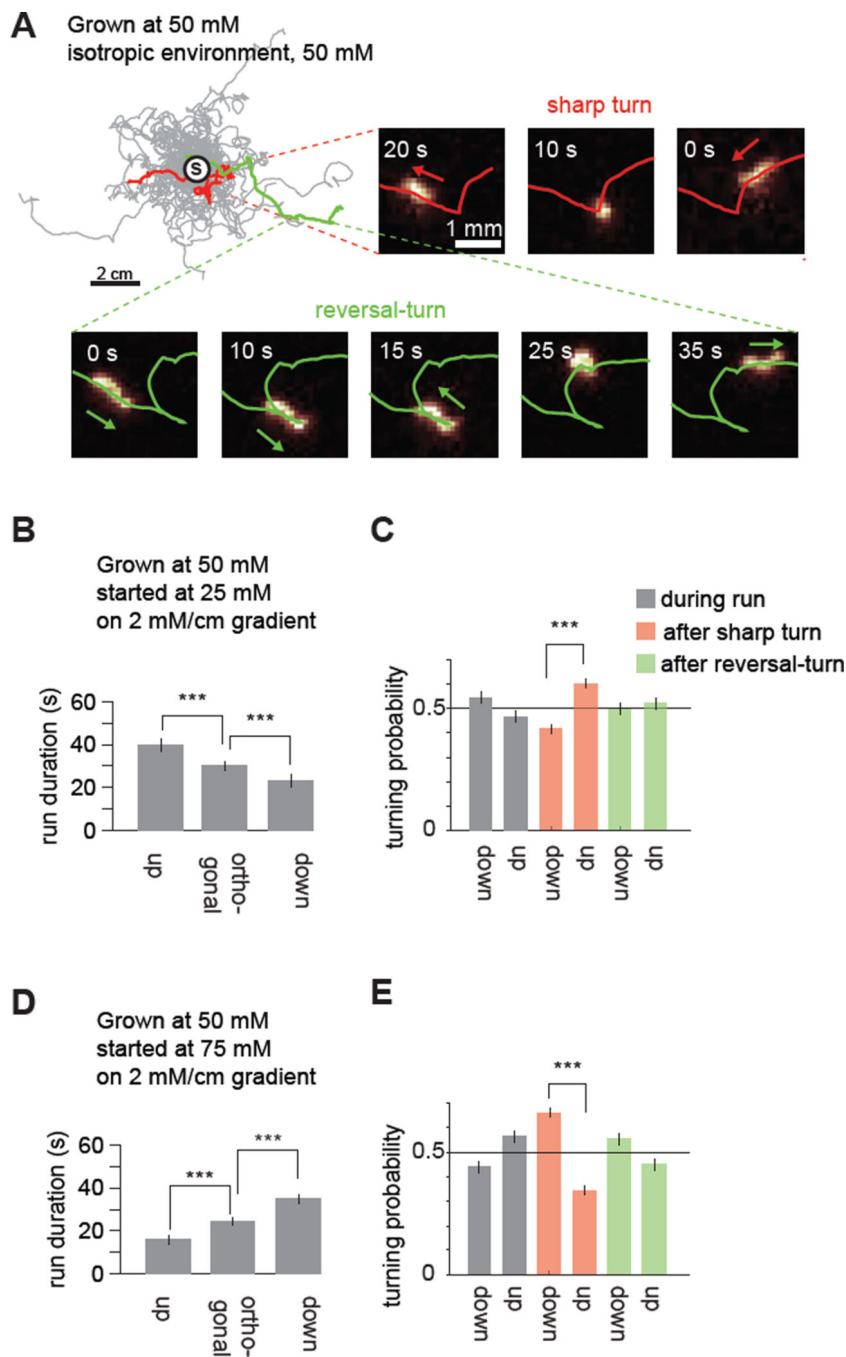 A
Grown at 50 mM
isotropic environment, 50 mM
S
2 cm
sharp turn
20 s
10 s
0 s
1 mm
reversal-turn
0 s
10 s
15 s
25 s
35 s
B
Grown at 50 mM
started at 25 mM
on 2 mM/cm gradient
run duration (s)
60
40
20
0
***
***
up
ortho-
gonal
down
C
during run
after sharp turn
after reversal-turn
***
turning probability
0.5
0
down
up
down
up
down
up
D
Grown at 50 mM
started at 75 mM
on 2 mM/cm gradient
run duration (s)
60
40
20
0
***
***
up
ortho-
gonal
down
E
***
turning probability
0.5
0
down
up
down
up
down
up